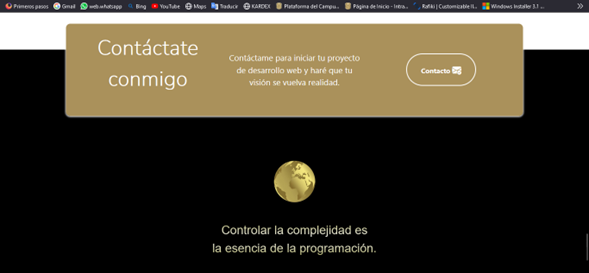 Primeros pasos Gmail web.whatsapp Bing YouTube Maps Traducir KARDEX Plataforma del Campu... Página de Inicio - Intra... Rafiki | Customizable Il... Windows Installer 3.1 ...
Contáctate
conmigo
Contáctame para iniciar tu proyecto
de desarrollo web y haré que tu
visión se vuelva realidad.
Contacto
Controlar la complejidad es
la esencia de la programación.